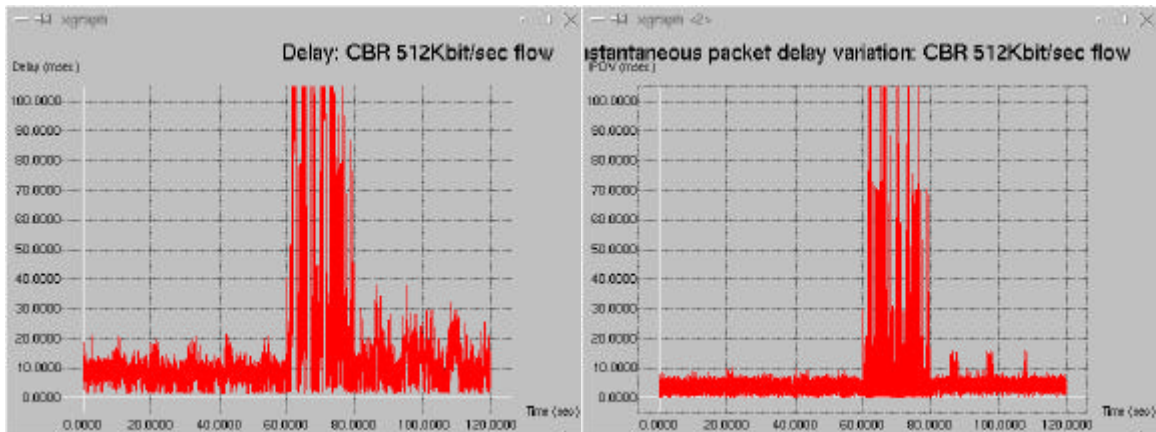 xgraph
Delay: CBR 512Kbit/sec flow
Delay (msec)
100.0000
90.0000
80.0000
70.0000
60.0000
50.0000
40.0000
30.0000
20.0000
10.0000
0.0000
0.0000 20.0000 40.0000 60.0000 80.0000 100.0000 120.0000
Time (sec)
xgraph <2>
nstantaneous packet delay variation: CBR 512Kbit/sec flow
IPDV (msec)
100.0000
90.0000
80.0000
70.0000
60.0000
50.0000
40.0000
30.0000
20.0000
10.0000
0.0000
0.0000 20.0000 40.0000 60.0000 80.0000 100.0000 120.0000
Time (sec)